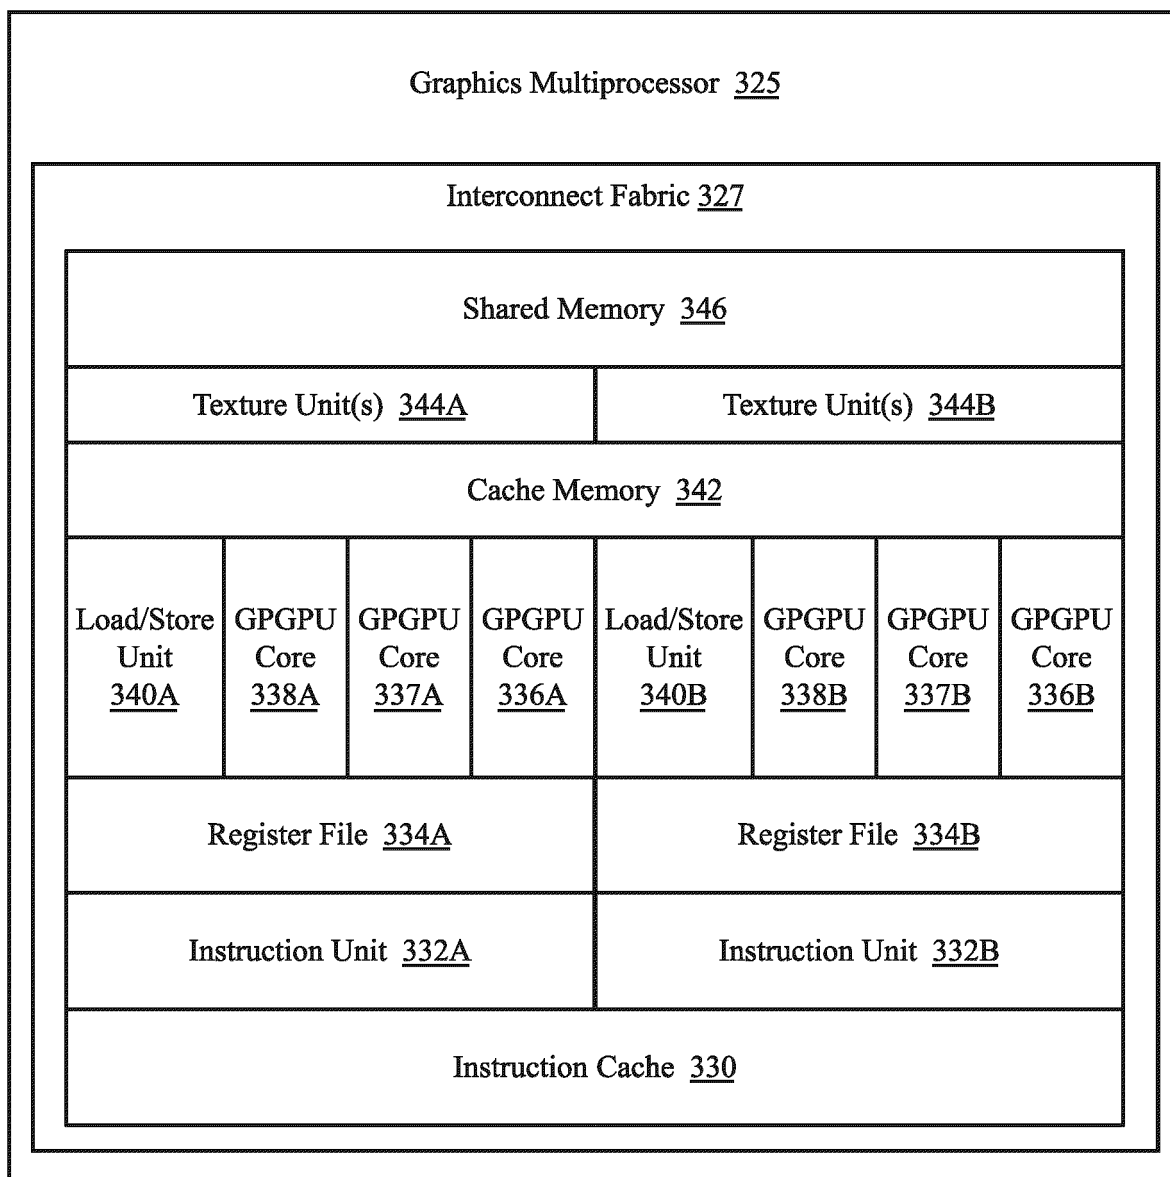 Graphics Multiprocessor 325
Interconnect Fabric 327
Shared Memory 346
Texture Unit(s) 344A
Texture Unit(s) 344B
Cache Memory 342
Load/Store
Unit
340A
GPGPU
Core
338A
GPGPU
Core
337A
GPGPU
Core
336A
Load/Store
Unit
340B
GPGPU
Core
338B
GPGPU
Core
337B
GPGPU
Core
336B
Register File 334A
Register File 334B
Instruction Unit 332A
Instruction Unit 332B
Instruction Cache 330